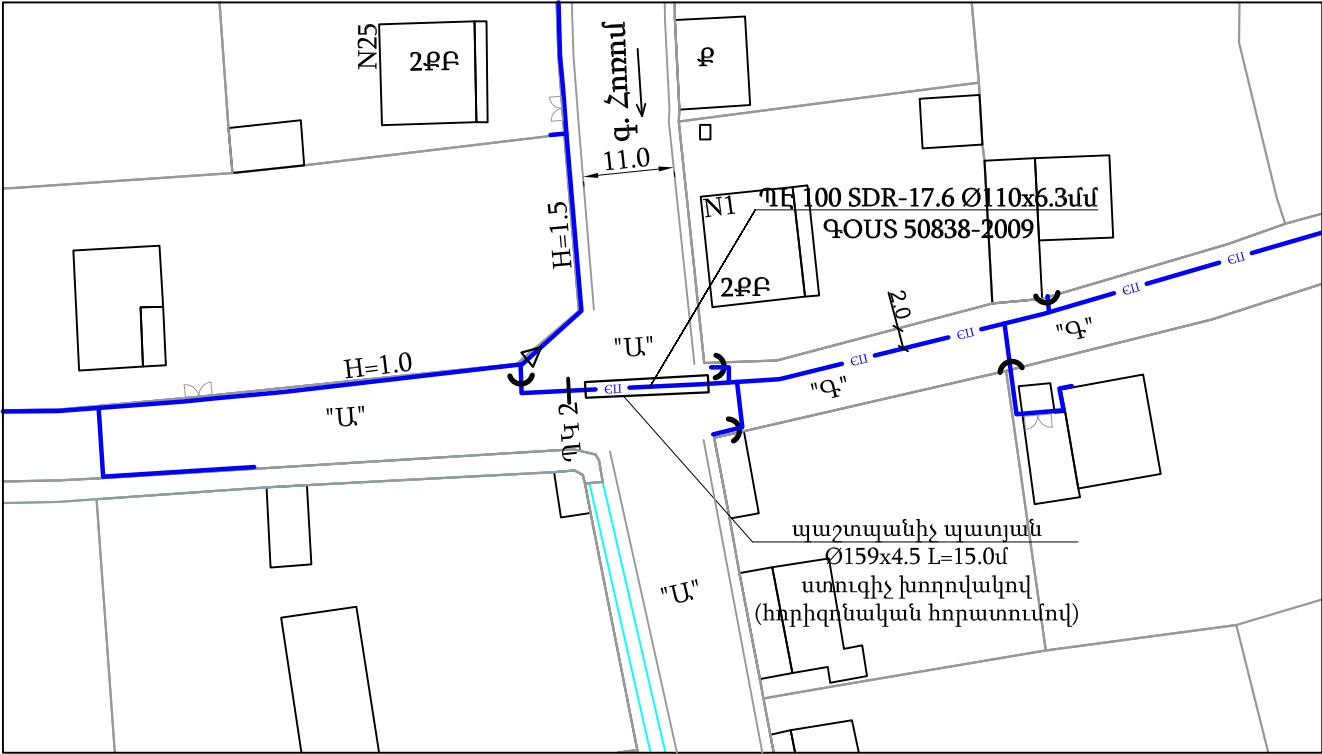 N25
2ՔԲ
գ. Հոռոմ
Ք
11.0
N1
ՊԷ 100 SDR-17.6 Ø110x6.3մմ
ԳՕՍՏ 50838-2009
2ՔԲ
H=1.5
2.0
"Ա"
"Գ"
H=1.0
"Ա"
"Գ"
ՊԿ 2
պաշտպանիչ պատյան
Ø159x4.5 L=15.0մ
ստուգիչ խողովակով
(հորիզոնական հորատումով)
"Ա"